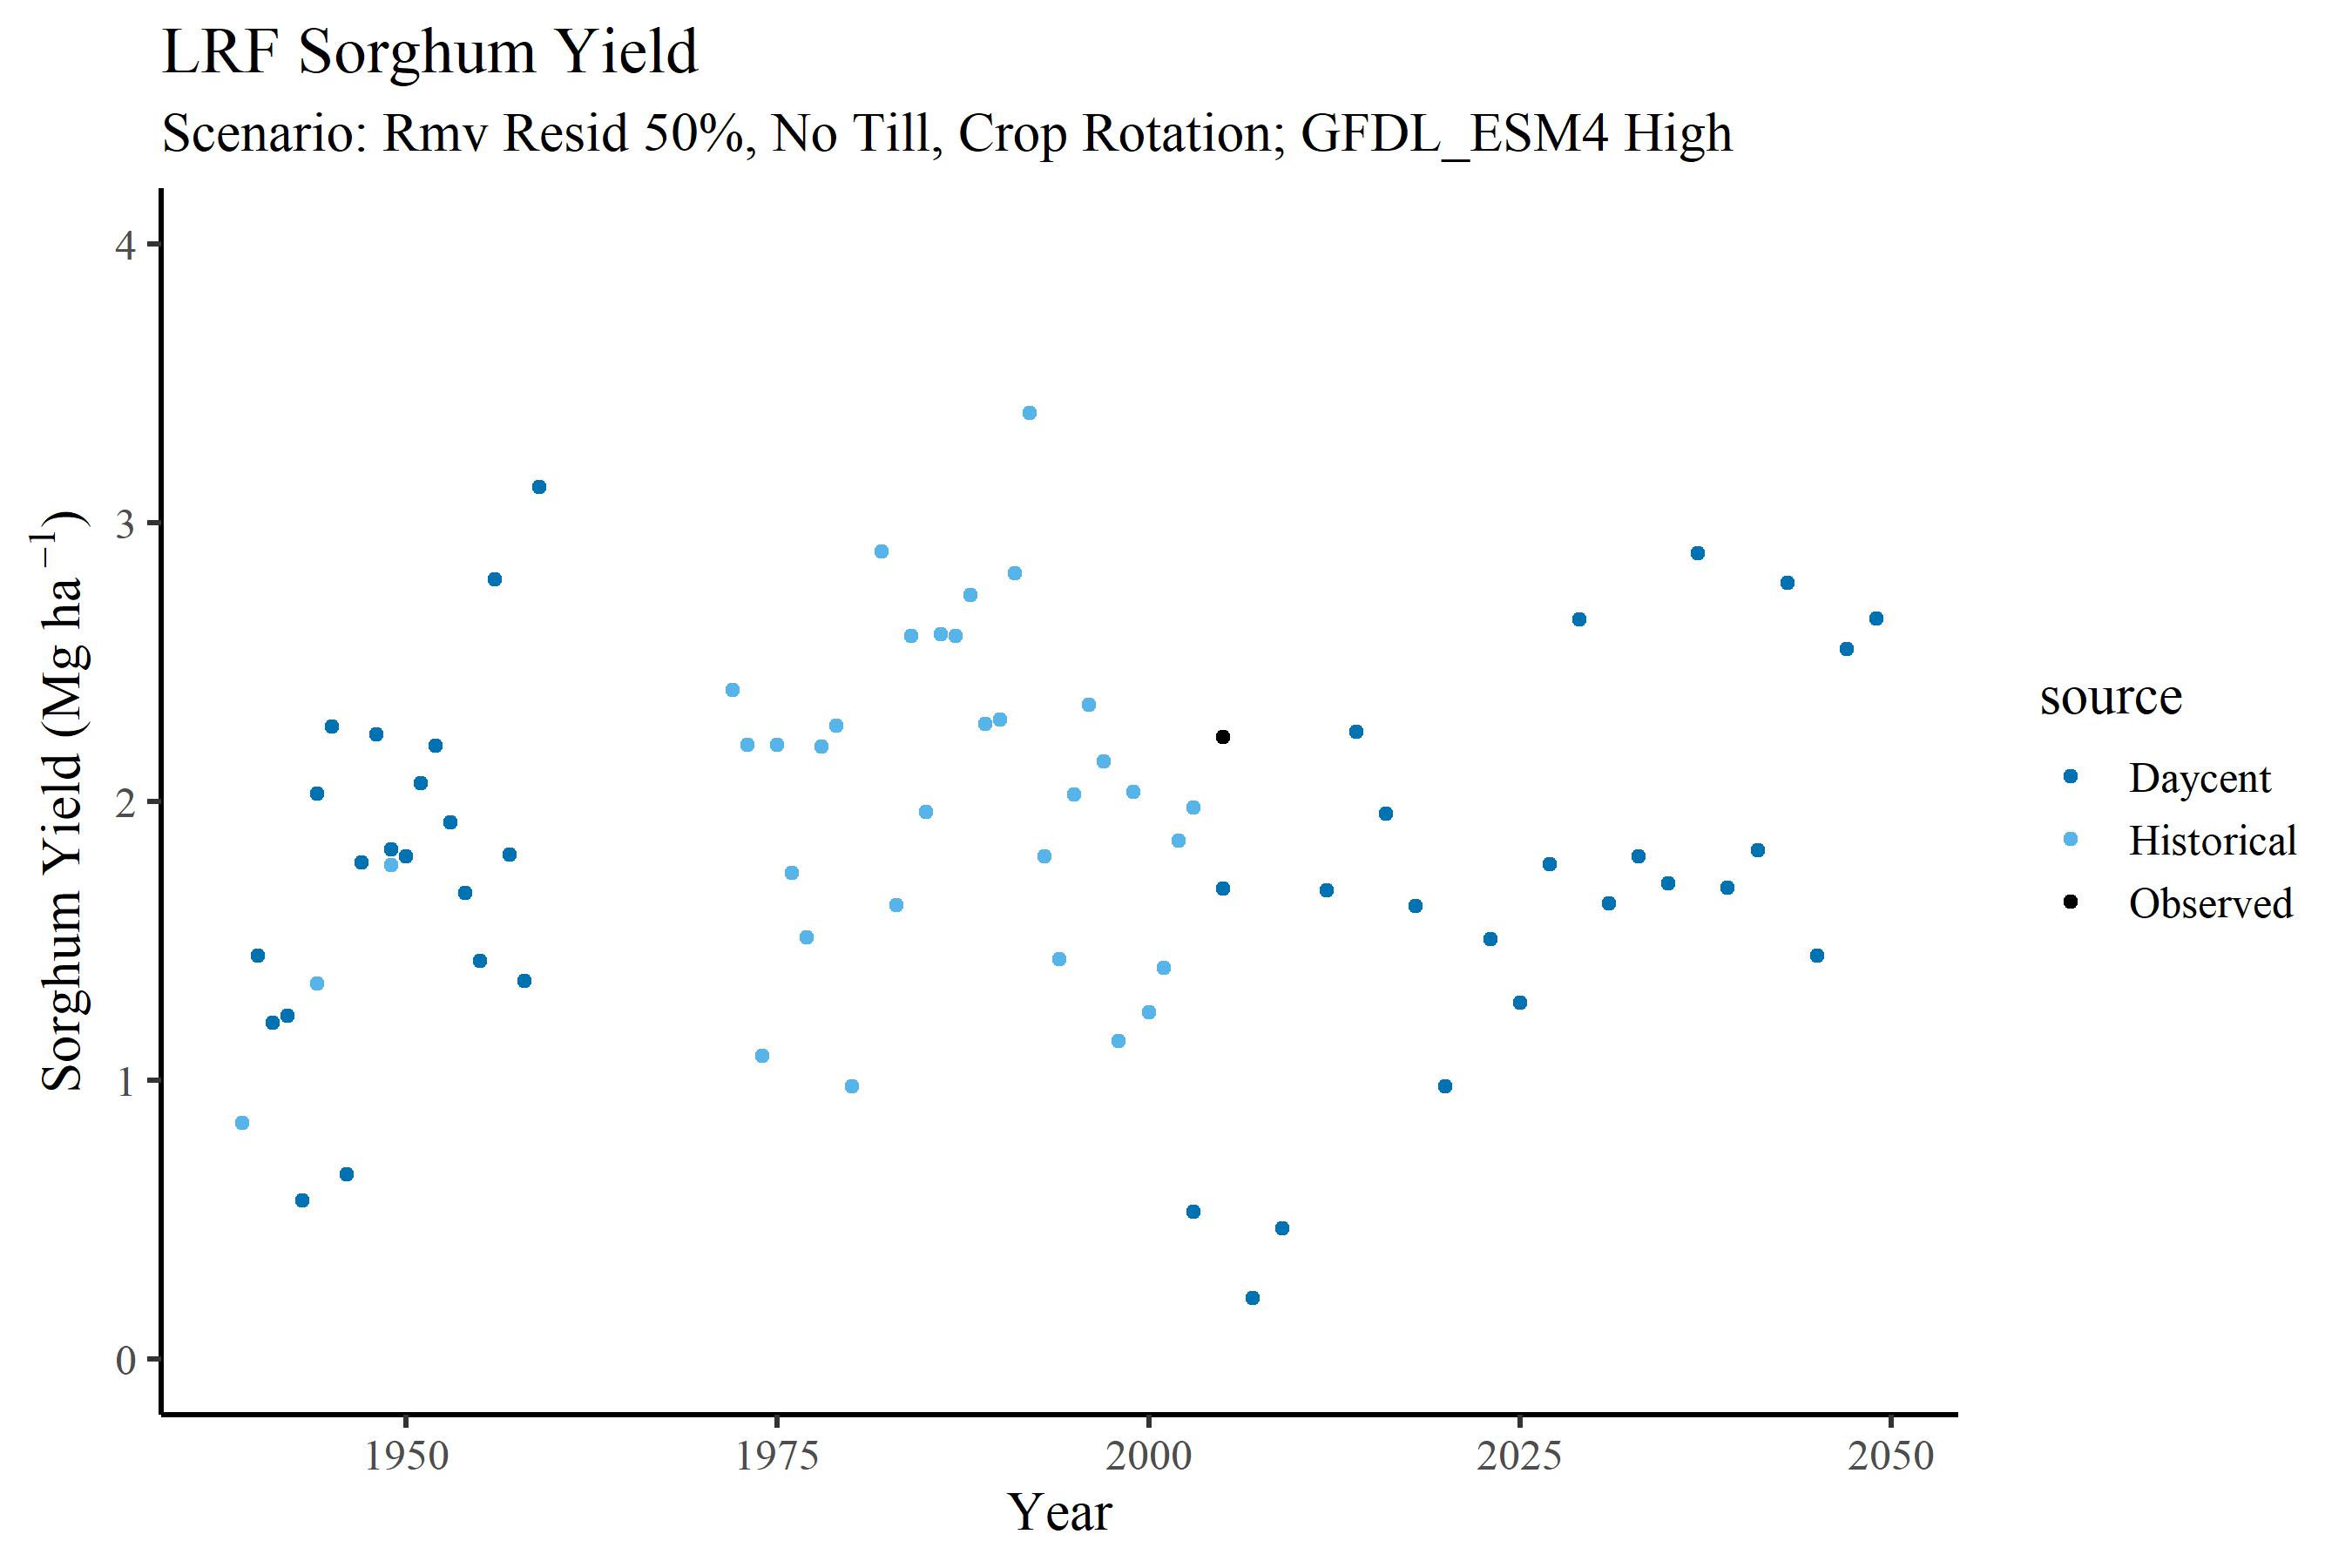 LRF Sorghum Yield
Scenario: Rmv Resid 50%, No Till, Crop Rotation; GFDL_ESM4 High
Sorghum Yield (Mg ha −1)
4
3
2
1
0
1950
1975
2000
2025
2050
Year
source
Daycent
Historical
Observed